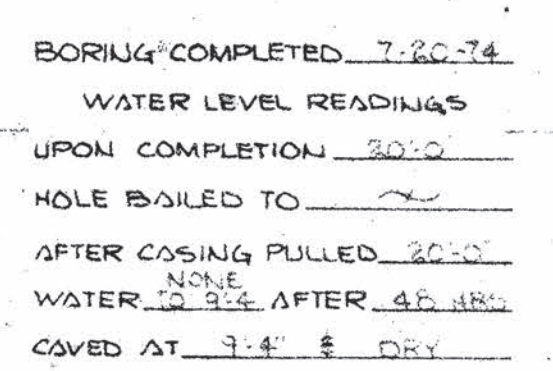 BORING COMPLETED 7-20-74
WATER LEVEL READINGS
UPON COMPLETION 20'-0"
HOLE BAILED TO ~
AFTER CASING PULLED 20'-0"
NONE
WATER TO 9'-4 AFTER 48 HRS
CAVED AT 9'-4" & DRY